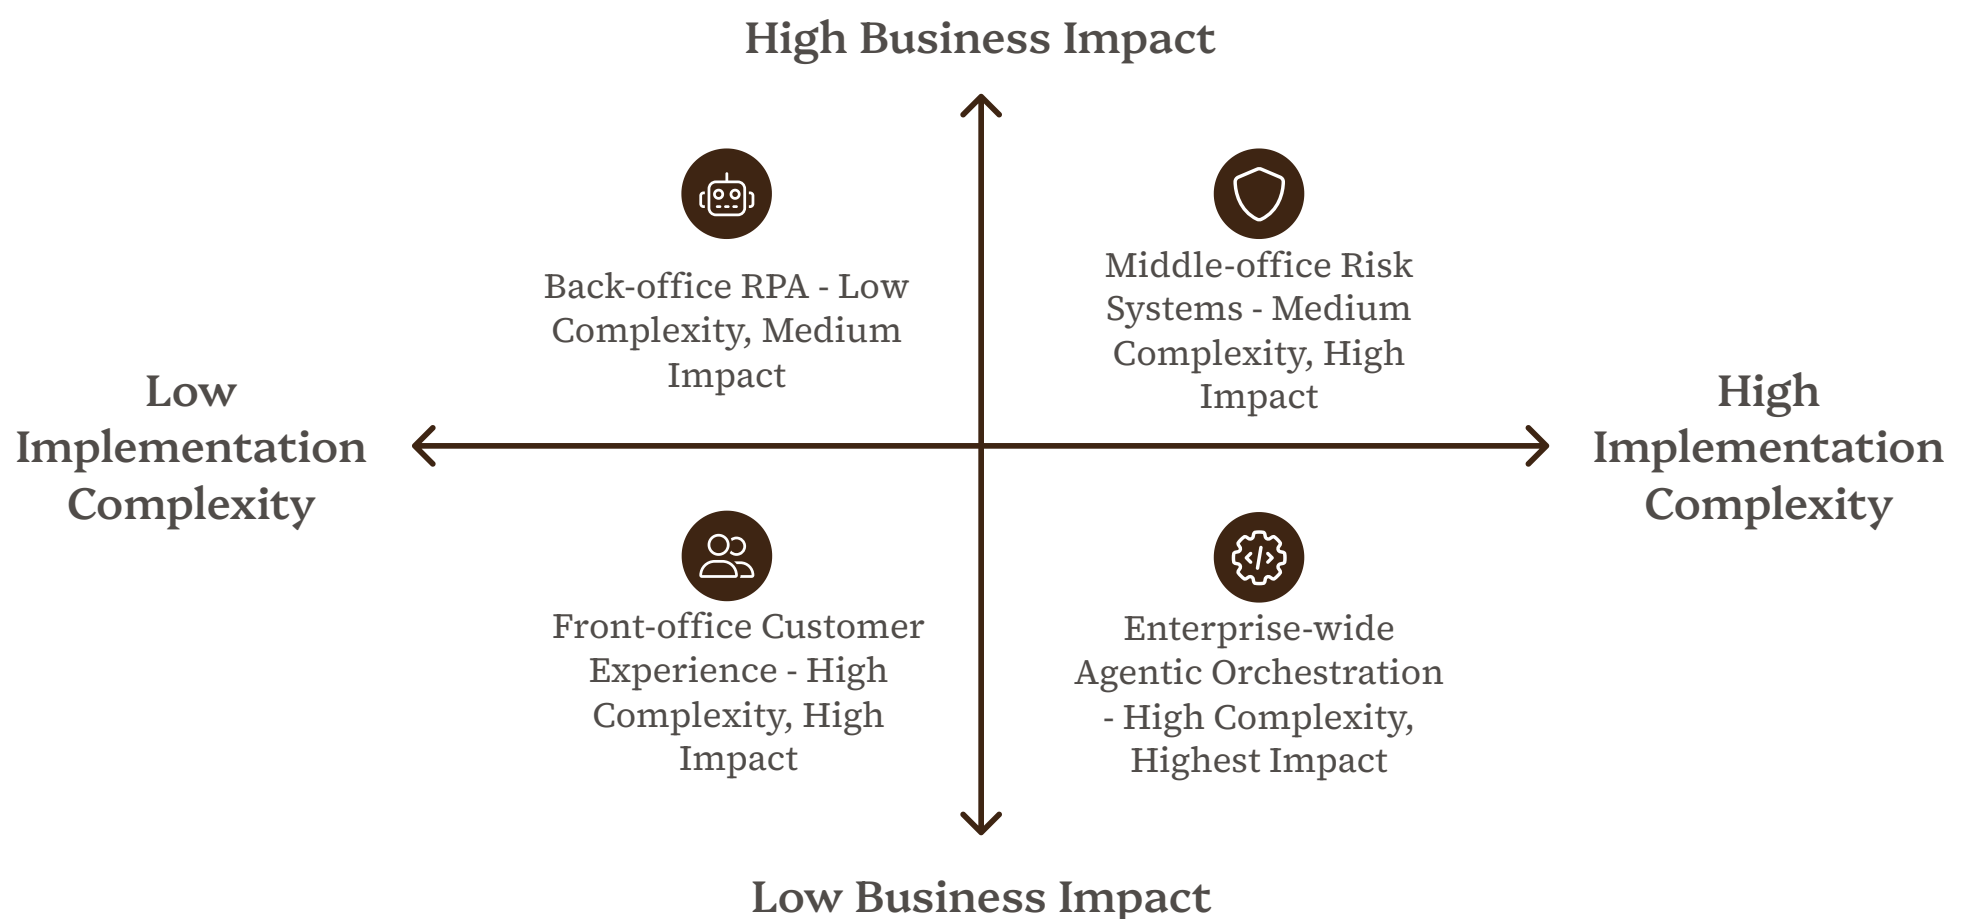 High Business Impact
Back-office RPA - Low
Complexity, Medium
Impact
Middle-office Risk
Systems - Medium
Complexity, High
Impact
Low
Implementation
Complexity
High
Implementation
Complexity
Front-office Customer
Experience - High
Complexity, High
Impact
Enterprise-wide
Agentic Orchestration
- High Complexity,
Highest Impact
Low Business Impact